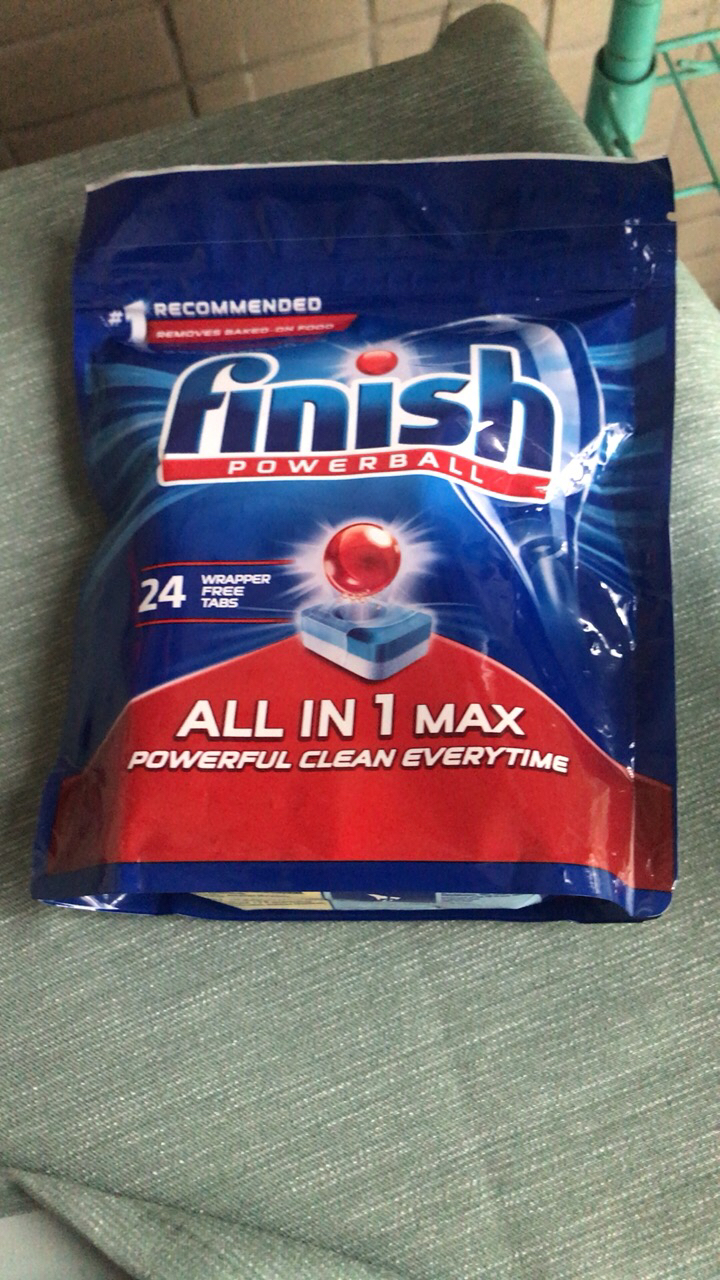 #1 RECOMMENDED
REMOVES BAKED-ON FOOD
finish
POWERBALL
24 WRAPPER
FREE
TABS
ALL IN 1 MAX
POWERFUL CLEAN EVERYTIME